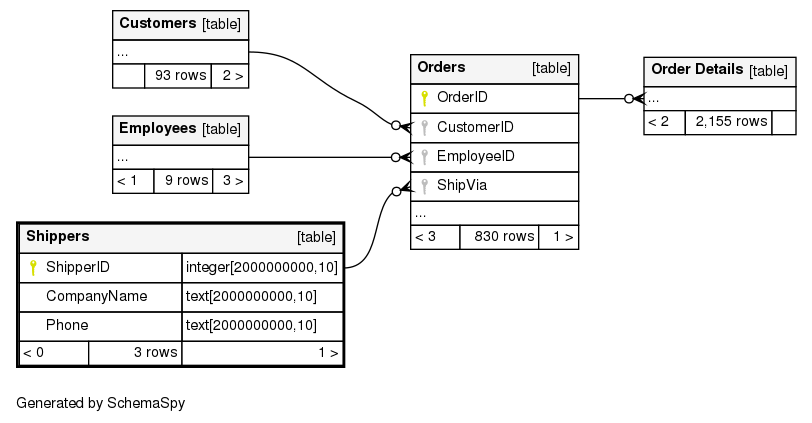 Customers [table]
...
93 rows 2 >
Employees [table]
...
< 1 9 rows 3 >
Shippers [table]
ShipperID integer[2000000000,10]
CompanyName text[2000000000,10]
Phone text[2000000000,10]
< 0 3 rows 1 >
Orders [table]
OrderID
CustomerID
EmployeeID
ShipVia
...
< 3 830 rows 1 >
Order Details [table]
...
< 2 2,155 rows
Generated by SchemaSpy